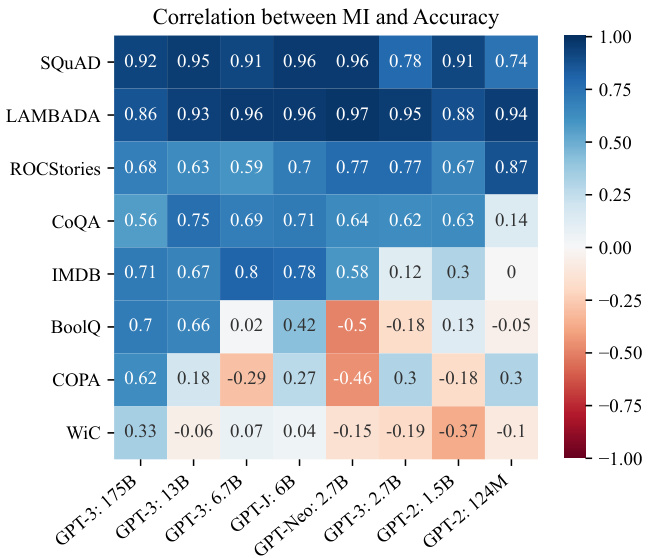 Correlation between MI and Accuracy
SQuAD 0.92 0.95 0.91 0.96 0.96 0.78 0.91 0.74
LAMBADA 0.86 0.93 0.96 0.96 0.97 0.95 0.88 0.94
ROCStories 0.68 0.63 0.59 0.7 0.77 0.77 0.67 0.87
CoQA 0.56 0.75 0.69 0.71 0.64 0.62 0.63 0.14
IMDB 0.71 0.67 0.8 0.78 0.58 0.12 0.3 0
BoolQ 0.7 0.66 0.02 0.42 -0.5 -0.18 0.13 -0.05
COPA 0.62 0.18 -0.29 0.27 -0.46 0.3 -0.18 0.3
WiC 0.33 -0.06 0.07 0.04 -0.15 -0.19 -0.37 -0.1
GPT-3: 175B
GPT-3: 13B
GPT-3: 6.7B
GPT-J: 6B
GPT-Neo: 2.7B
GPT-3: 2.7B
GPT-2: 1.5B
GPT-2: 124M
1.00
0.75
0.50
0.25
0.00
−0.25
−0.50
−0.75
−1.00